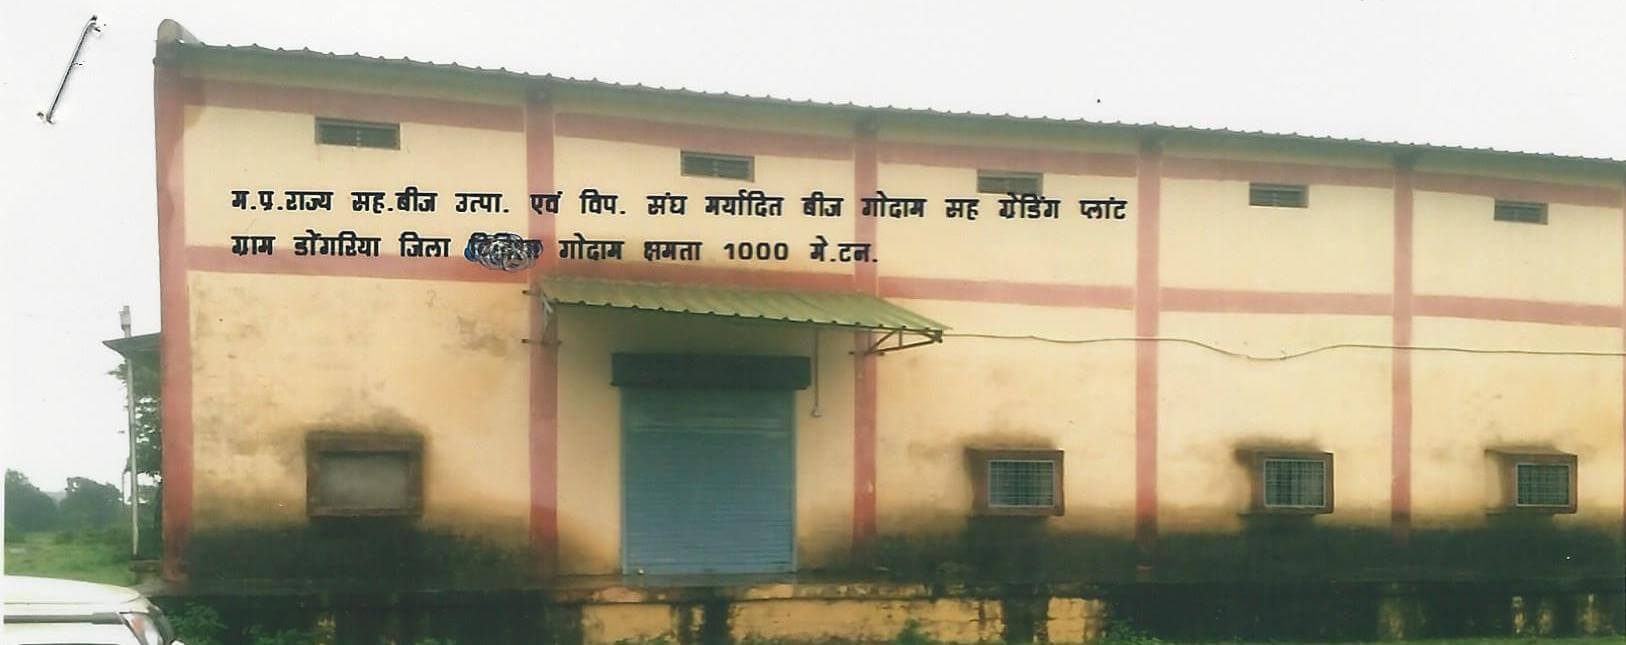 म.प्र.राज्य सह.बीज उत्पा. एवं विप. संघ मर्यादित बीज गोदाम सह ग्रेडिंग प्लांट
ग्राम डोंगरिया जिला गोदाम क्षमता 1000 मे.टन.